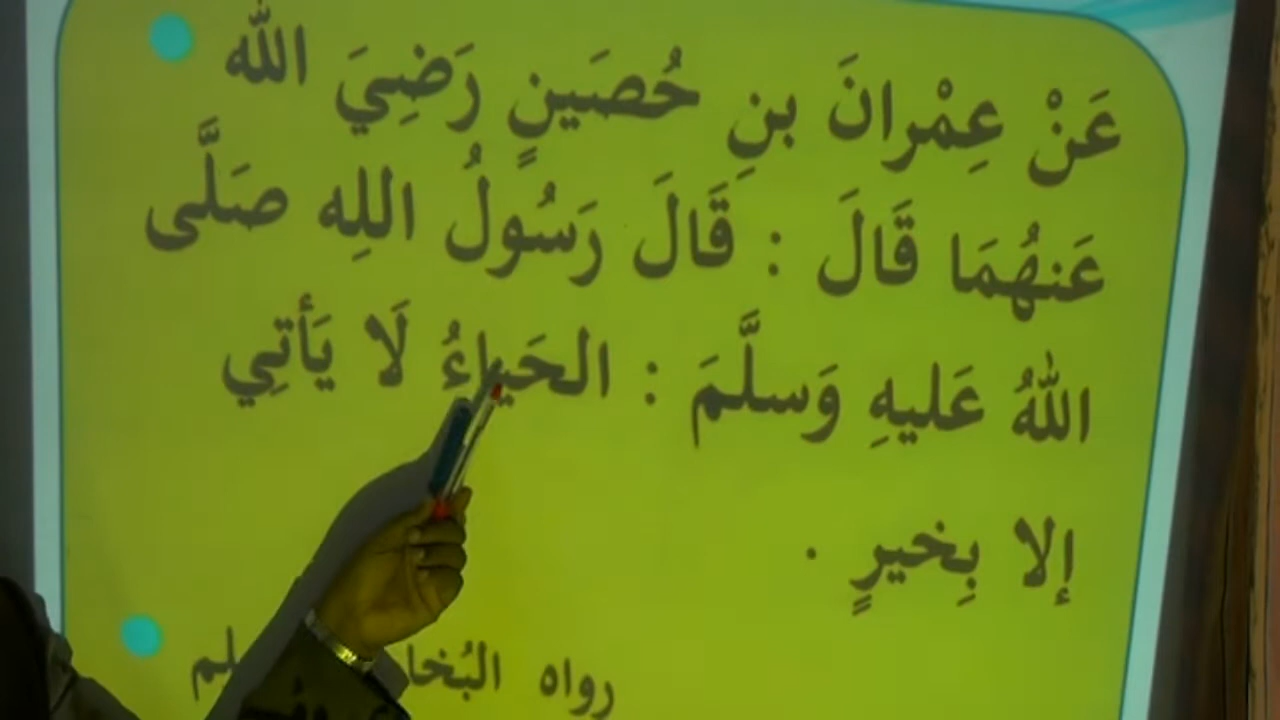 عَنْ عِمْرانَ بنِ حُصَينٍ رَضِيَ الله
عَنهُمَا قَالَ : قَالَ رَسُولُ اللهِ صَلَّى
اللهُ عَليهِ وَسلَّمَ : الحَياءُ لَا يَأتِي
إلا بِخيرٍ .
رواه